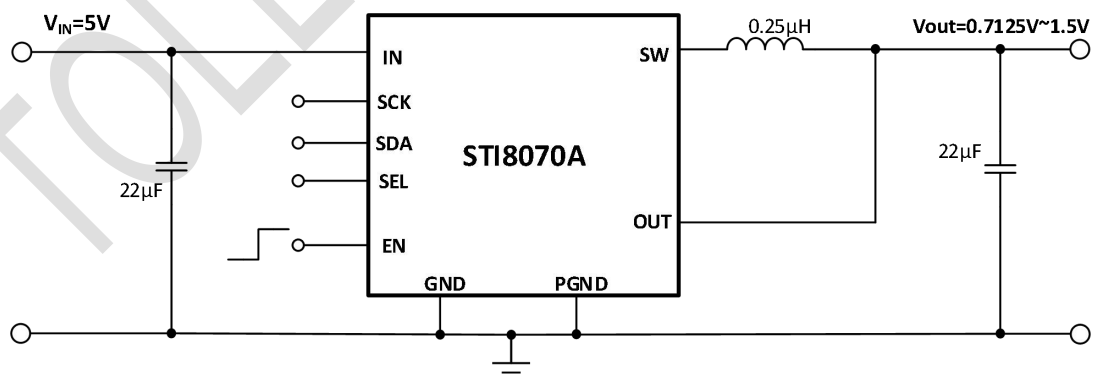 V_IN=5V
0.25µH
Vout=0.7125V~1.5V
IN
SW
SCK
SDA
STI8070A
SEL
22µF
22µF
OUT
EN
GND
PGND